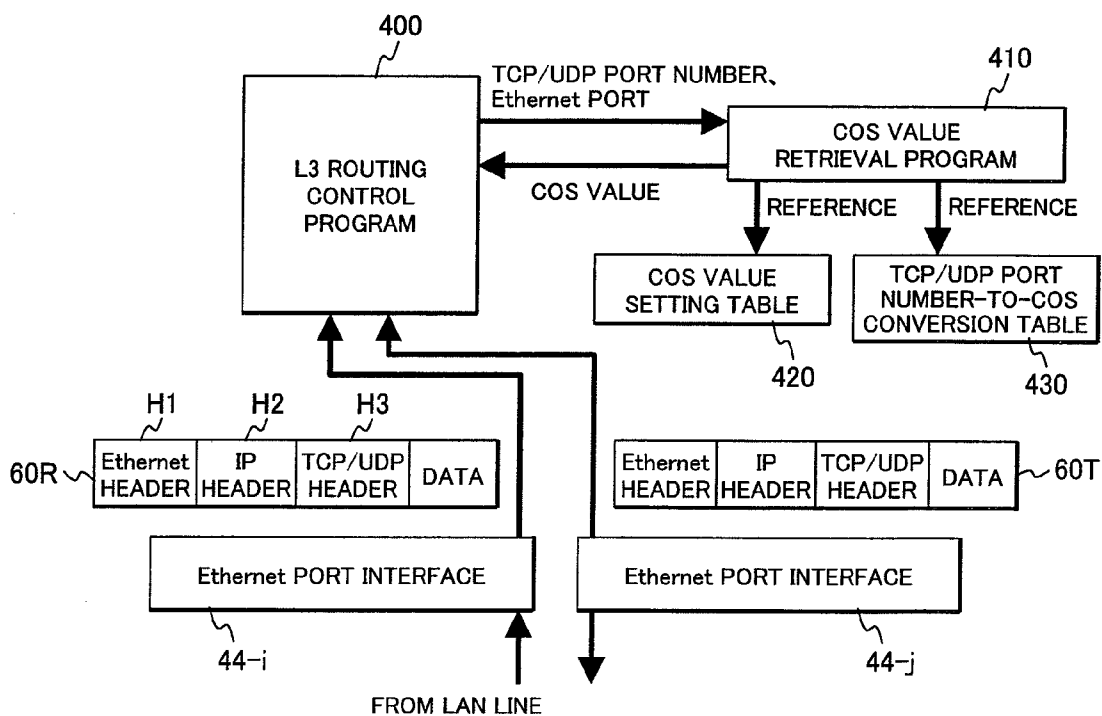 400
TCP/UDP PORT NUMBER、
Ethernet PORT
410
L3 ROUTING
CONTROL
PROGRAM
COS VALUE
RETRIEVAL PROGRAM
COS VALUE
REFERENCE
REFERENCE
COS VALUE
SETTING TABLE
TCP/UDP PORT
NUMBER-TO-COS
CONVERSION TABLE
420
430
H1
H2
H3
60R
Ethernet
HEADER
IP
HEADER
TCP/UDP
HEADER
DATA
Ethernet
HEADER
IP
HEADER
TCP/UDP
HEADER
DATA
60T
Ethernet PORT INTERFACE
Ethernet PORT INTERFACE
44-i
44-j
FROM LAN LINE